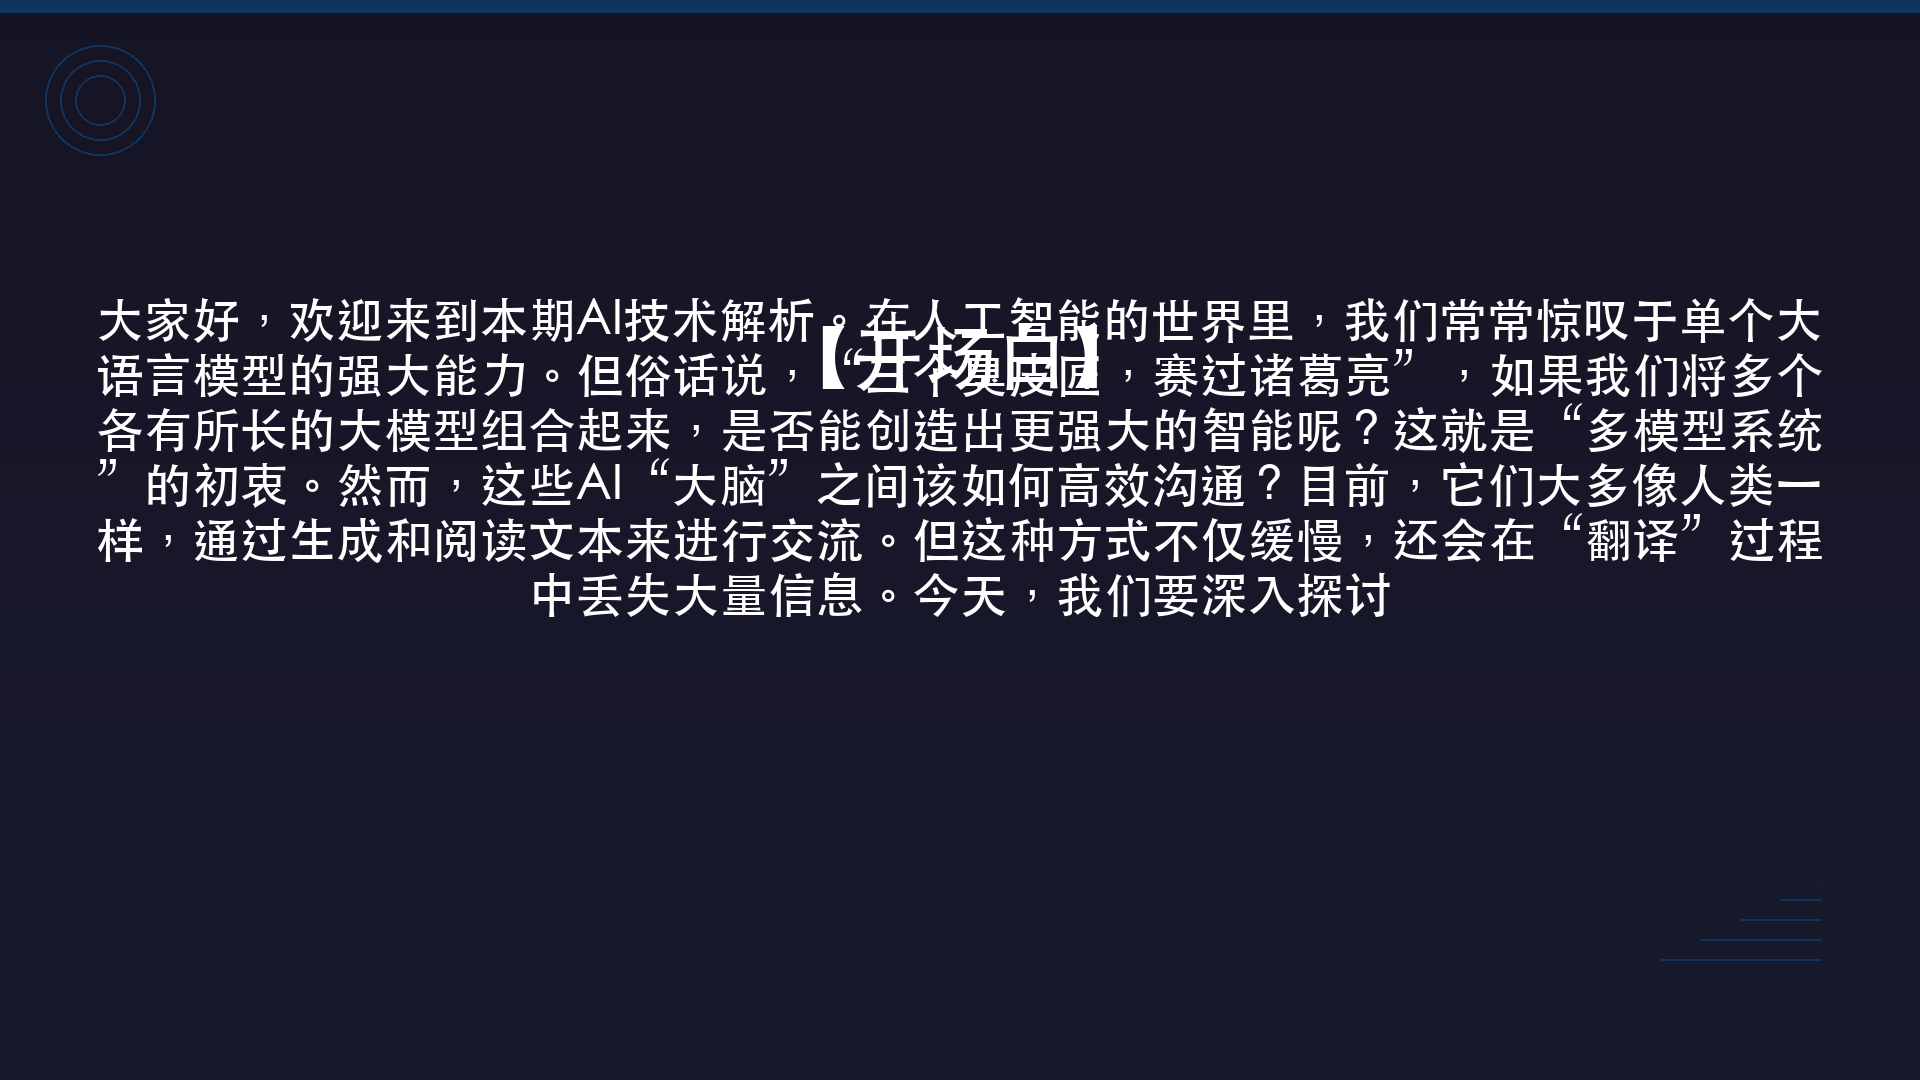 大家好，欢迎来到本期AI技术解析。在人工智能的世界里，我们常常惊叹于单个大
【开场白】
语言模型的强大能力。但俗话说，“三个臭皮匠，赛过诸葛亮”，如果我们将多个
各有所长的大模型组合起来，是否能创造出更强大的智能呢？这就是“多模型系统
”的初衷。然而，这些AI“大脑”之间该如何高效沟通？目前，它们大多像人类一
样，通过生成和阅读文本来进行交流。但这种方式不仅缓慢，还会在“翻译”过程
中丢失大量信息。今天，我们要深入探讨